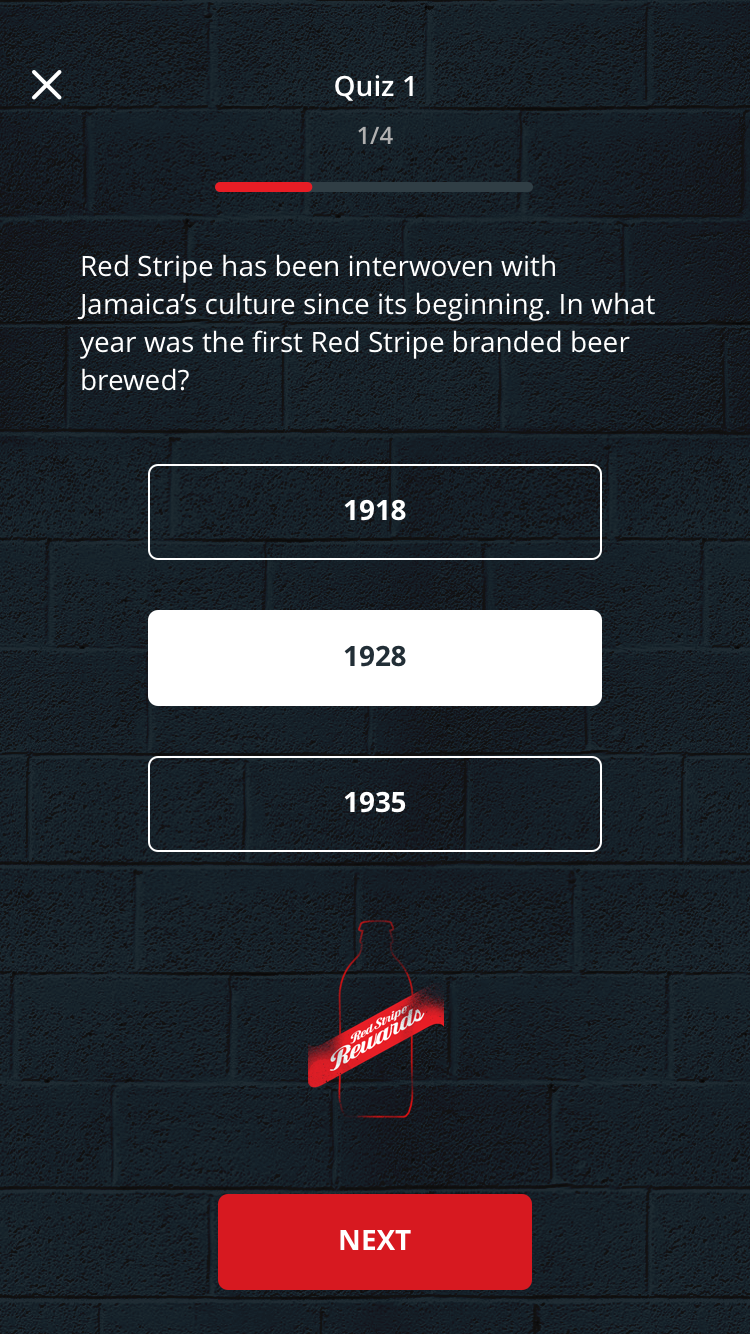 Quiz 1
1/4
Red Stripe has been interwoven with
Jamaica’s culture since its beginning. In what
year was the first Red Stripe branded beer
brewed?
1918
1928
1935
Red Stripe
Rewards
NEXT